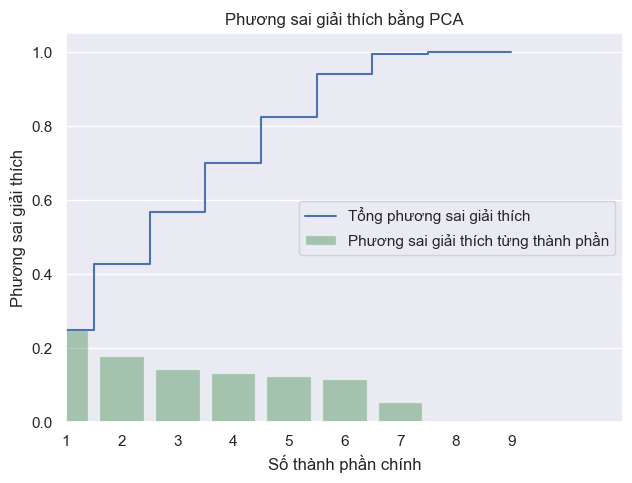 Phương sai giải thích bằng PCA
Phương sai giải thích
1.0
0.8
0.6
0.4
0.2
0.0
Tổng phương sai giải thích
Phương sai giải thích từng thành phần
1 2 3 4 5 6 7 8 9
Số thành phần chính